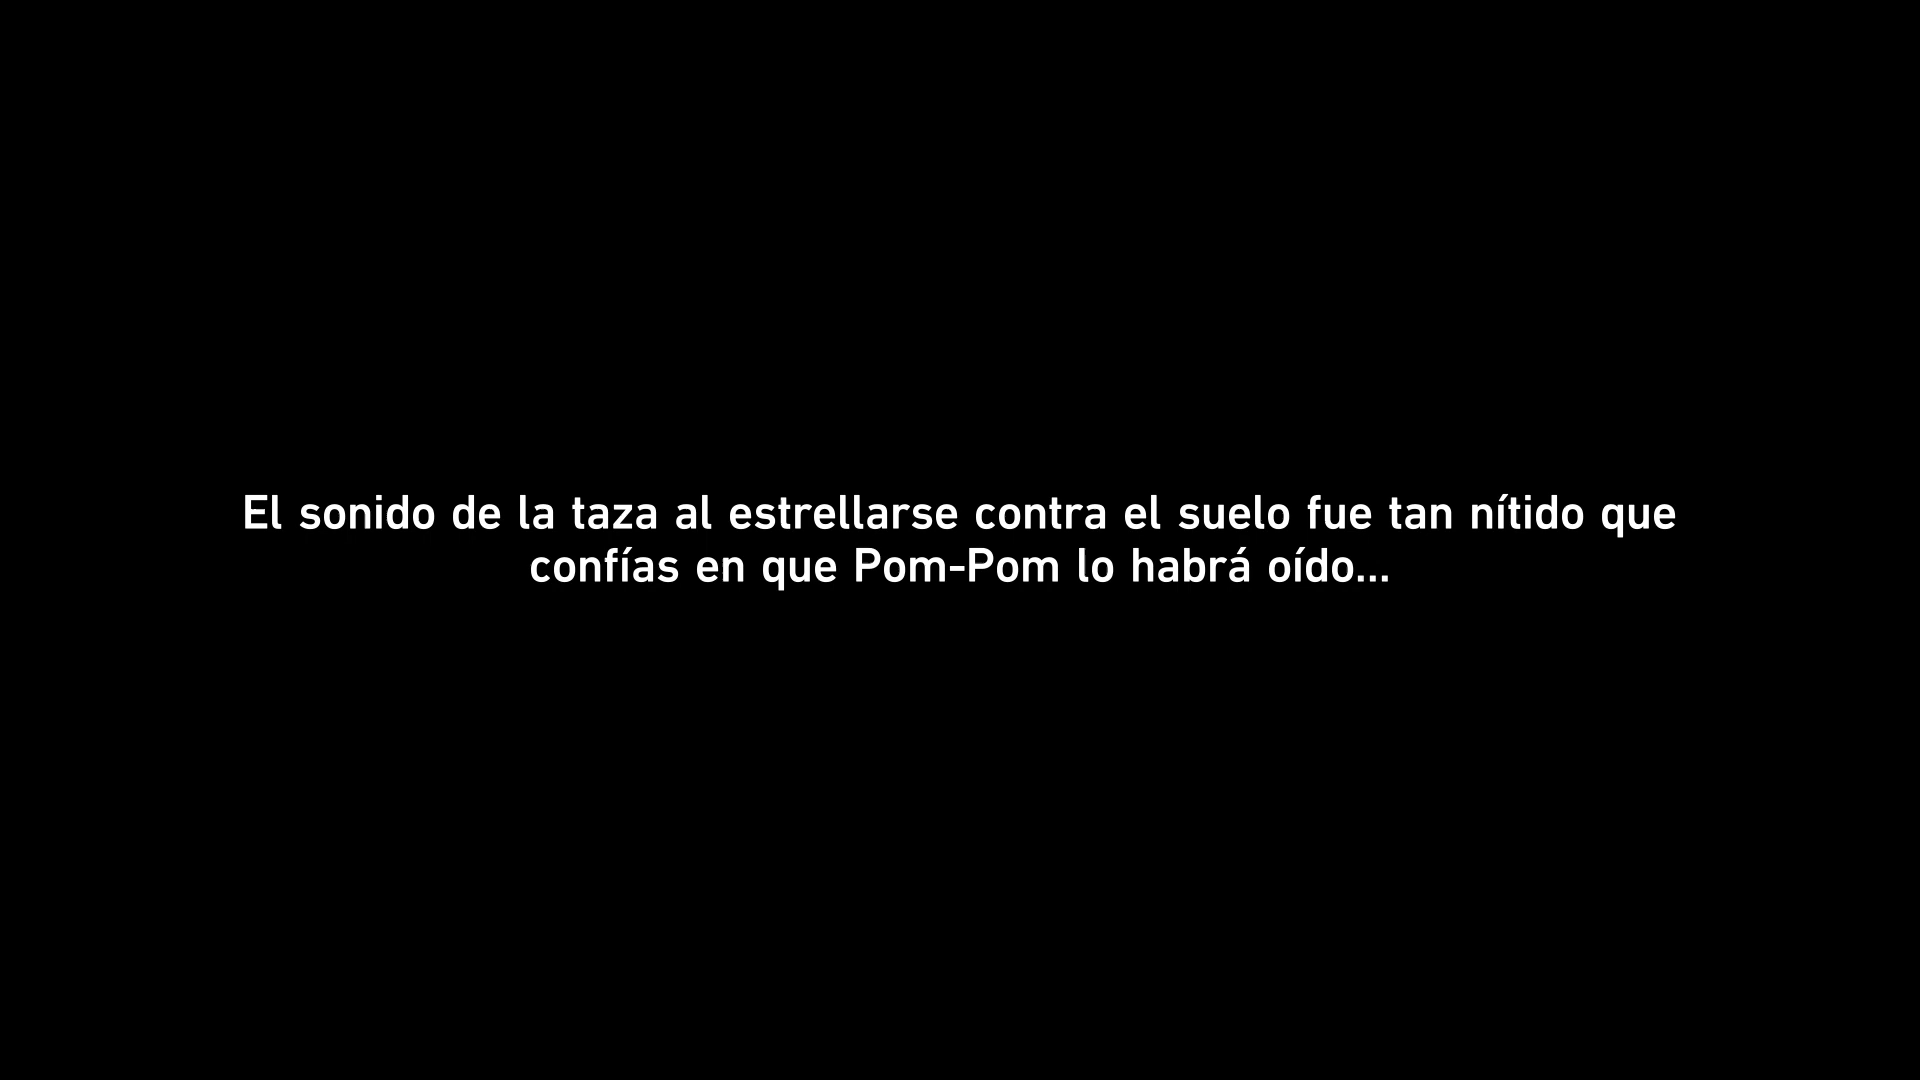 El sonido de la taza al estrellarse contra el suelo fue tan nítido que
confías en que Pom-Pom lo habrá oído...